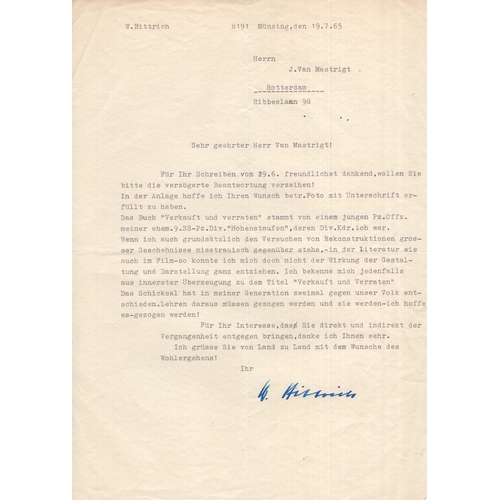 W.Bittrich 8191 Münsing,den 19.7.65
Herrn
J.Van Mastrigt
Rotterdam
Ribbeslaan 98
Sehr geehrter Herr Van Mastrigt!
Für Ihr Schreiben vom 29.6. freundlichst dankend,wollen Sie
bitte die verzögerte Beantwortung verzeihen!
In der Anlage hoffe ich Ihren Wunsch betr.Foto mit Unterschrift er-
füllt zu haben.
Das Buch "Verkauft und verraten" stammt von einem jungen Pz.Offz.
meiner ehem.9.SS-Pz.Div."Hohenstaufen",deren Div.Kdr.ich war.
Wenn ich auch grundsätzlich den Versuchen von Rekonstruktionen gros-
ser Geschehnisse misstrauisch gegenüber stehe.-in der Literatur wie
auch im Film-so konnte ich mich doch nicht der Wirkung der Gestal-
tung und Darstellung ganz entziehen. Ich bekenne mich jedenfalls
aus innerster Überzeugung zu dem Titel "Verkauft und Verraten"
Das Schicksal hat in meiner Generation zweimal gegen unser Volk ent-
schieden.Lehren daraus müssen gezogen werden und sie werden-ich hoffe
es-gezogen werden!
Für Ihr Interesse,dass Sie direkt und indirekt der
Vergangenheit entgegen bringen,danke ich Ihnen sehr.
Ich grüsse Sie von Land zu Land mit dem Wunsche des
Wohlergehens!
Ihr
W. Bittrich